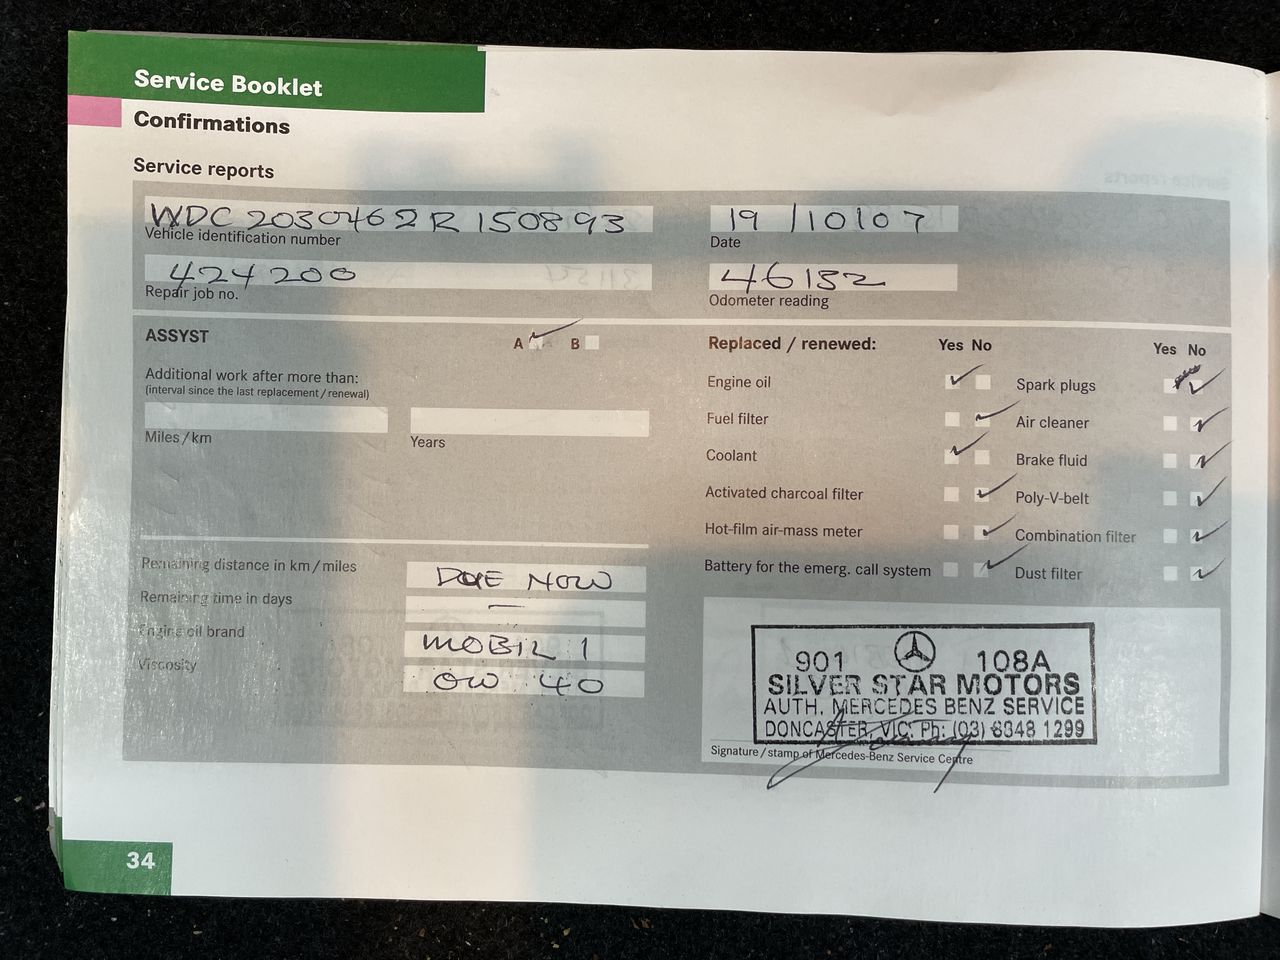 Service Booklet
Confirmations
Service reports
WDC2030462R150893
Vehicle identification number
19/10/07
Date
424200
Repair job no.
46152
Odometer reading
ASSYST
A B
Additional work after more than:
(interval since the last replacement/renewal)
Miles/km
Years
Remaining distance in km/miles
DUE NOW
Remaining time in days
—
Engine oil brand
MOBIL 1
Viscosity
OW 40
Replaced / renewed:
Yes No
Yes No
Engine oil
Spark plugs
Fuel filter
Air cleaner
Coolant
Brake fluid
Activated charcoal filter
Poly-V-belt
Hot-film air-mass meter
Combination filter
Battery for the emerg. call system
Dust filter
901 108A
SILVER STAR MOTORS
AUTH. MERCEDES BENZ SERVICE
DONCASTER, VIC. Ph: (03) 8848 1299
Signature/stamp of Mercedes-Benz Service Centre
34